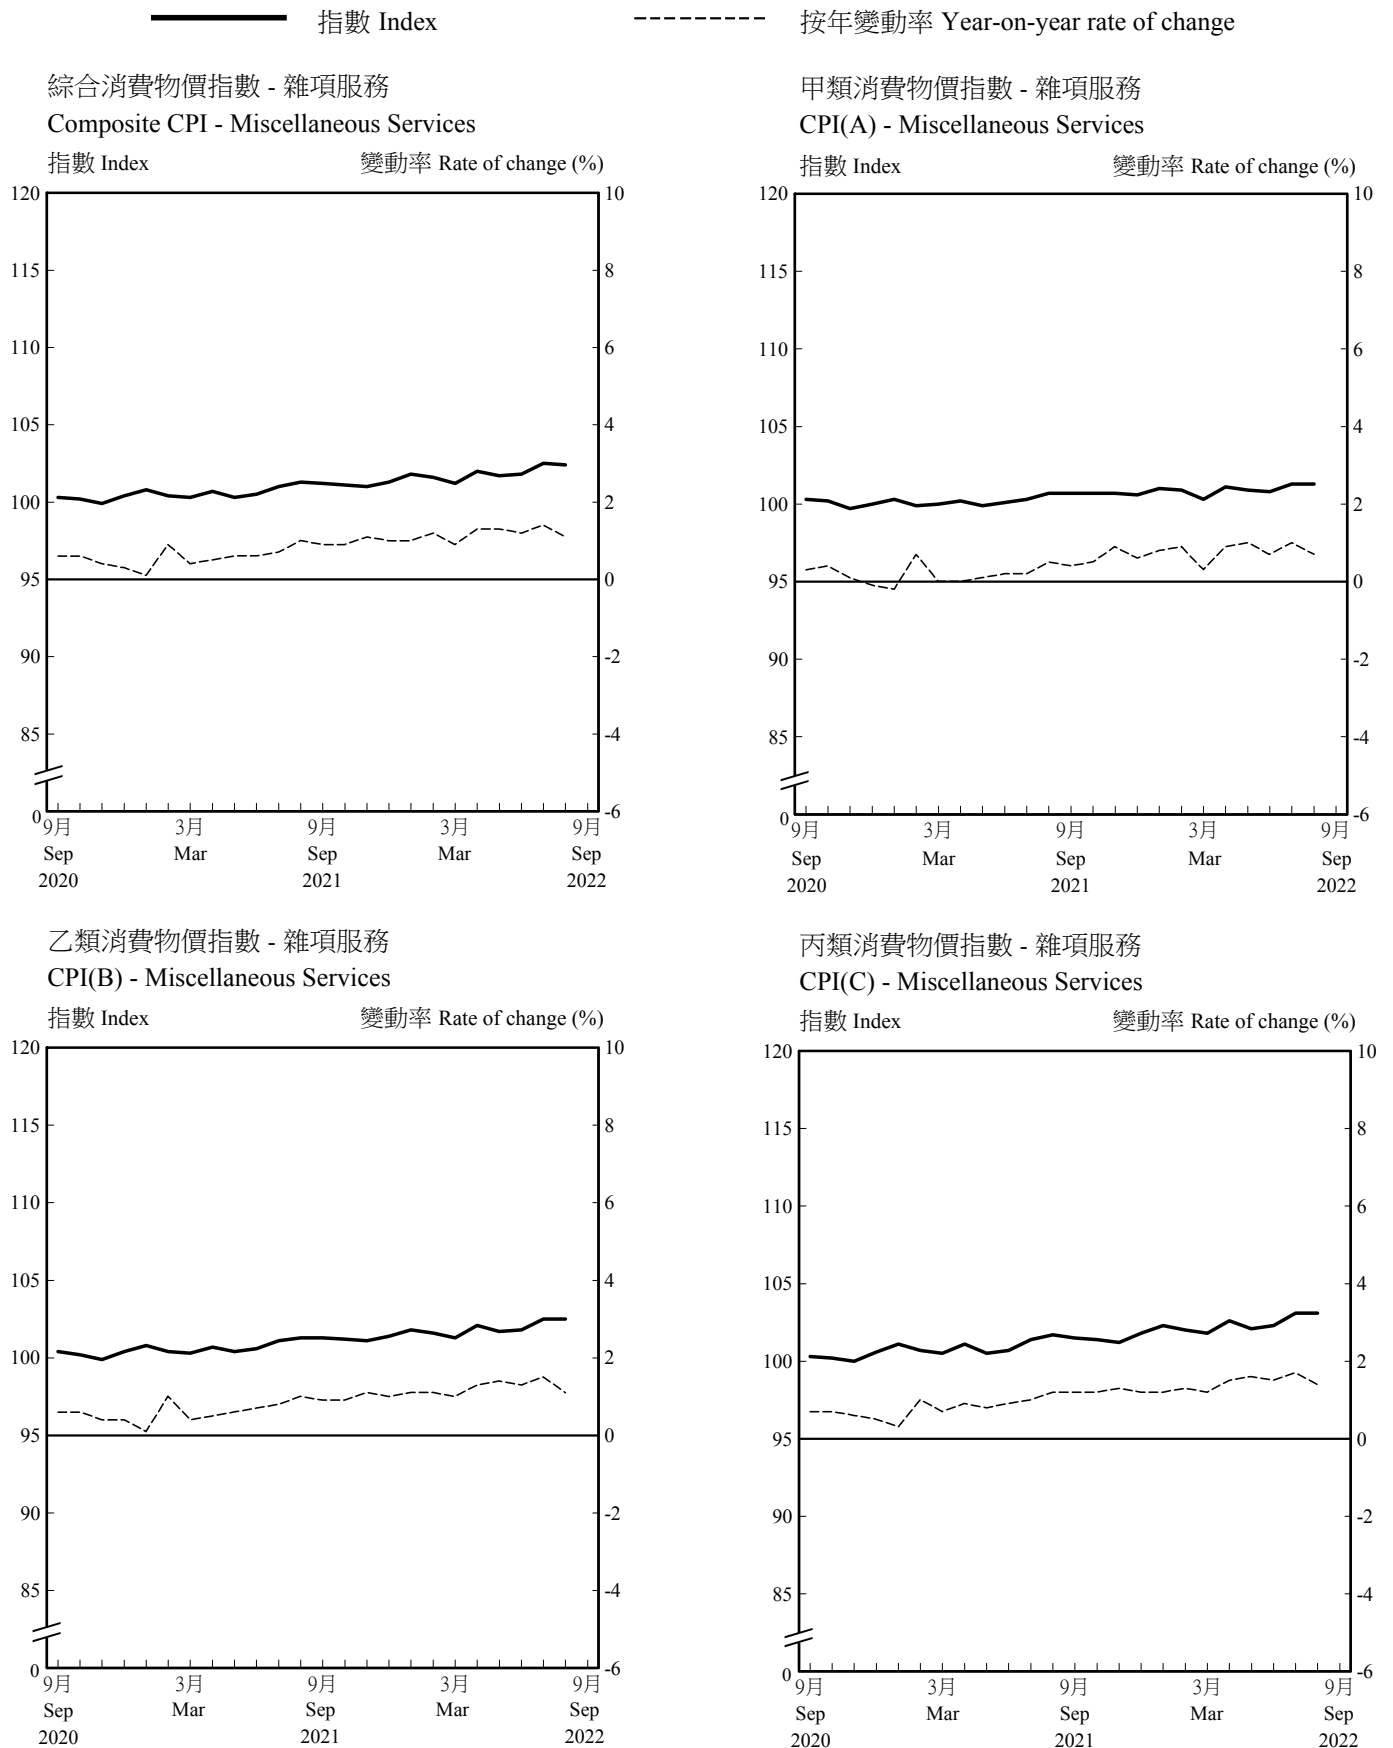 指數 Index
按年變動率 Year-on-year rate of change
綜合消費物價指數 - 雜項服務
Composite CPI - Miscellaneous Services
指數 Index 變動率 Rate of change (%)
120 10
115 8
110 6
105 4
100 2
95 0
90 -2
85 -4
0 -6
9月 3月 9月 3月 9月
Sep Mar Sep Mar Sep
2020 2021 2022
甲類消費物價指數 - 雜項服務
CPI(A) - Miscellaneous Services
指數 Index 變動率 Rate of change (%)
120 10
115 8
110 6
105 4
100 2
95 0
90 -2
85 -4
0 -6
9月 3月 9月 3月 9月
Sep Mar Sep Mar Sep
2020 2021 2022
乙類消費物價指數 - 雜項服務
CPI(B) - Miscellaneous Services
指數 Index 變動率 Rate of change (%)
120 10
115 8
110 6
105 4
100 2
95 0
90 -2
85 -4
0 -6
9月 3月 9月 3月 9月
Sep Mar Sep Mar Sep
2020 2021 2022
丙類消費物價指數 - 雜項服務
CPI(C) - Miscellaneous Services
指數 Index 變動率 Rate of change (%)
120 10
115 8
110 6
105 4
100 2
95 0
90 -2
85 -4
0 -6
9月 3月 9月 3月 9月
Sep Mar Sep Mar Sep
2020 2021 2022